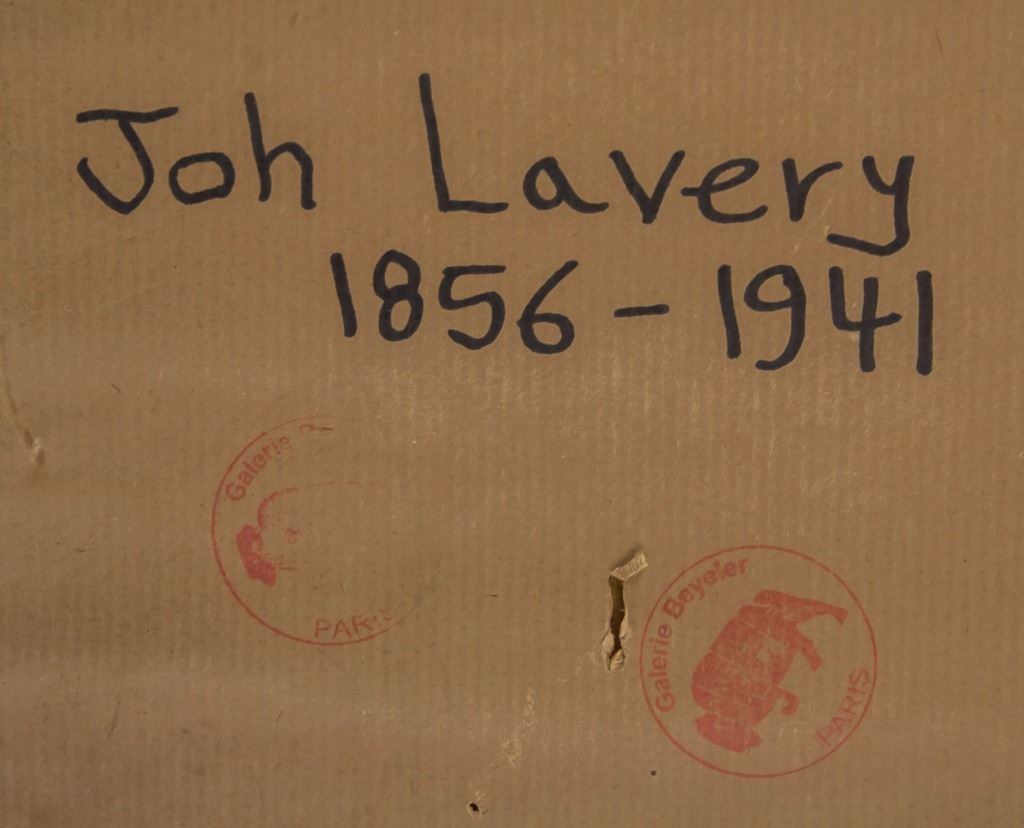 Joh Lavery
1856-1941
Galerie
PARIS
Galerie Beyeler
PARIS